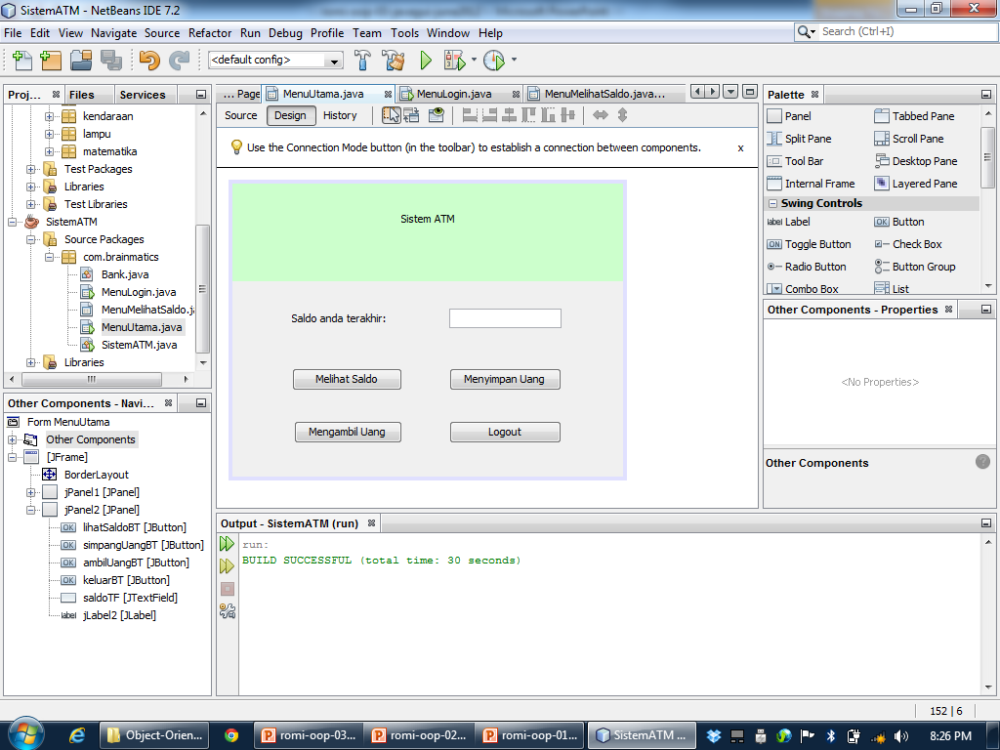 SistemATM - NetBeans IDE 7.2
File Edit View Navigate Source Refactor Run Debug Profile Team Tools Window Help
Search (Ctrl+I)
<default config>
Proj... Files Services
kendaraan
lampu
matematika
Test Packages
Libraries
Test Libraries
SistemATM
Source Packages
com.brainmatics
Bank.java
MenuLogin.java
MenuMelihatSaldo.ja
MenuUtama.java
SistemATM.java
Libraries
Other Components - Navi...
Form MenuUtama
Other Components
[JFrame]
BorderLayout
jPanel1 [JPanel]
jPanel2 [JPanel]
lihatSaldoBT [JButton]
simpangUangBT [JButton]
ambilUangBT [JButton]
keluarBT [JButton]
saldoTF [JTextField]
label jLabel2 [JLabel]
... Page MenuUtama.java MenuLogin.java MenuMelihatSaldo.java...
Source Design History
Use the Connection Mode button (in the toolbar) to establish a connection between components. x
Sistem ATM
Saldo anda terakhir:
Melihat Saldo Menyimpan Uang
Mengambil Uang Logout
Output - SistemATM (run)
run:
BUILD SUCCESSFUL (total time: 30 seconds)
Palette
Panel Tabbed Pane
Split Pane Scroll Pane
Tool Bar Desktop Pane
Internal Frame Layered Pane
Swing Controls
label Label OK Button
ON Toggle Button Check Box
Radio Button Button Group
Combo Box List
Other Components - Properties
<No Properties>
Other Components
152 | 6
Object-Orien... romi-oop-03... romi-oop-02... romi-oop-01... SistemATM ... 8:26 PM